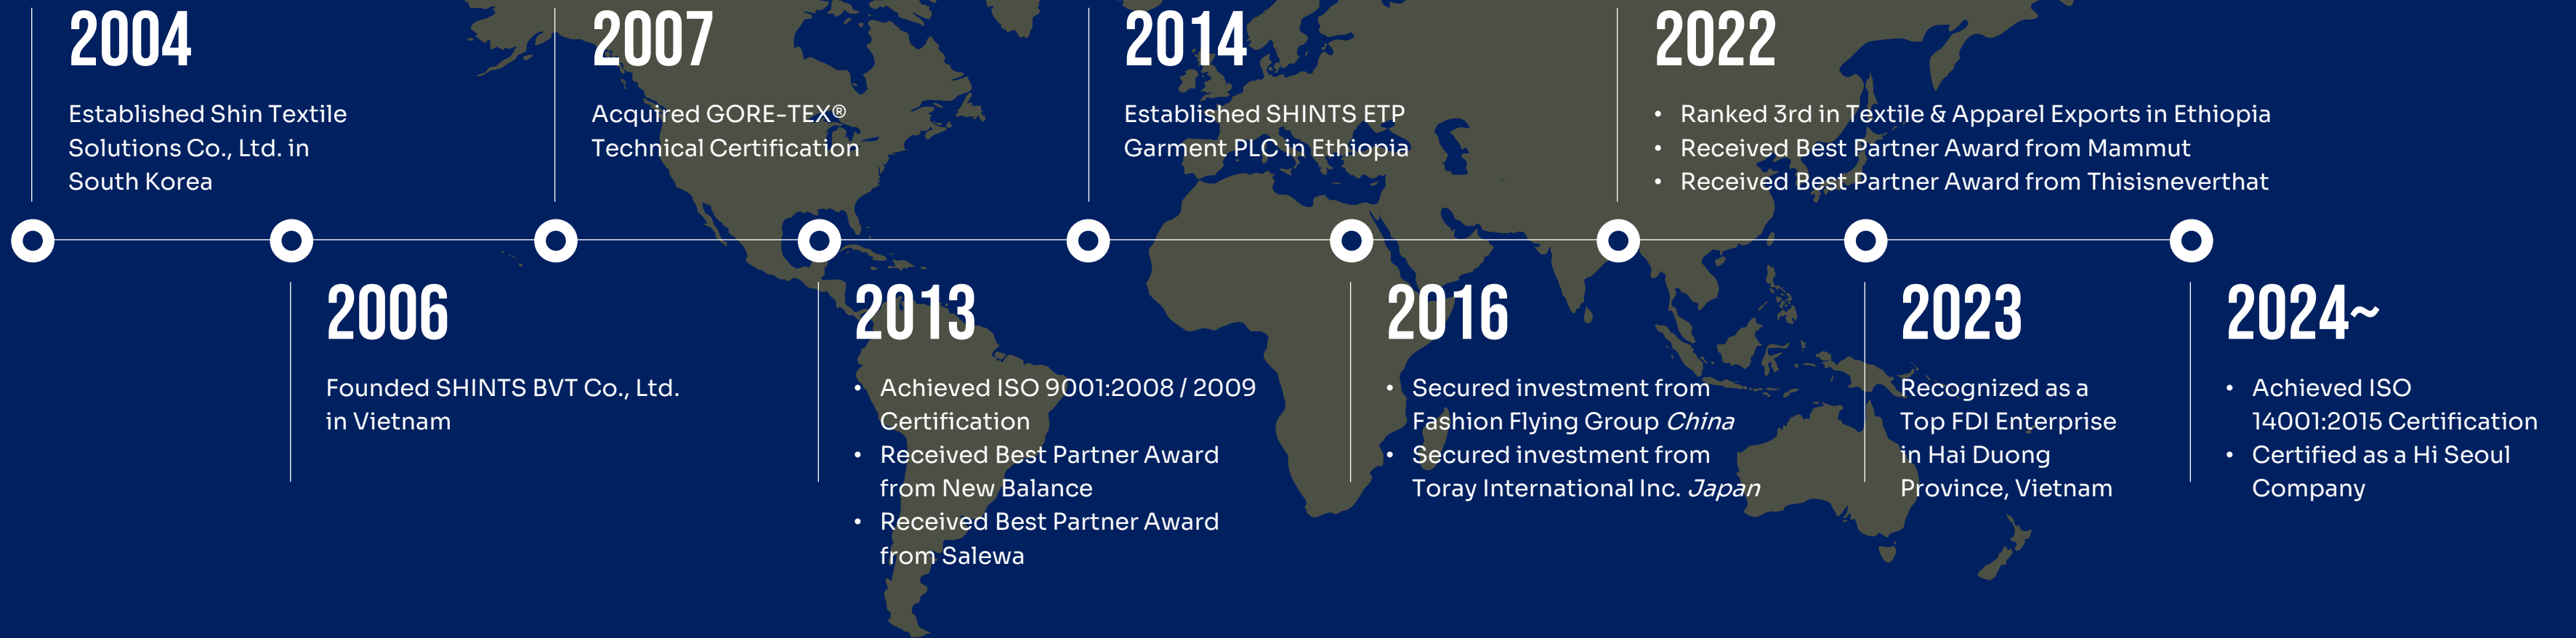 2004
Established Shin Textile
Solutions Co., Ltd. in
South Korea
2006
Founded SHINTS BVT Co., Ltd.
in Vietnam
2007
Acquired GORE-TEX®
Technical Certification
2013
• Achieved ISO 9001:2008 / 2009
Certification
• Received Best Partner Award
from New Balance
• Received Best Partner Award
from Salewa
2014
Established SHINTS ETP
Garment PLC in Ethiopia
2016
• Secured investment from
Fashion Flying Group China
• Secured investment from
Toray International Inc. Japan
2022
• Ranked 3rd in Textile & Apparel Exports in Ethiopia
• Received Best Partner Award from Mammut
• Received Best Partner Award from Thisisneverthat
2023
Recognized as a
Top FDI Enterprise
in Hai Duong
Province, Vietnam
2024~
• Achieved ISO
14001:2015 Certification
• Certified as a Hi Seoul
Company